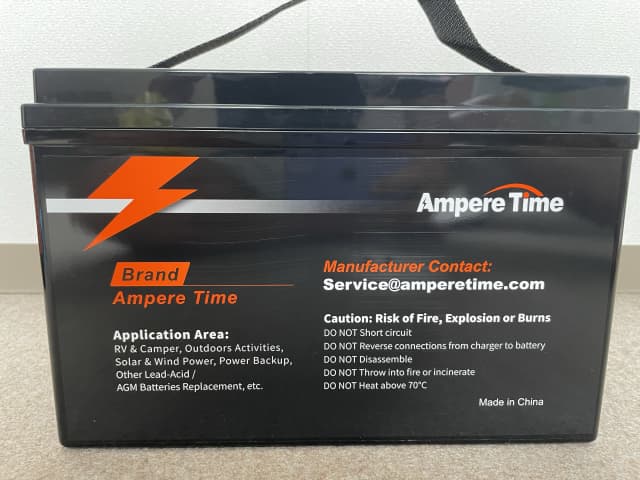 Ampere Time
Brand
Ampere Time
Application Area:
RV & Camper, Outdoors Activities,
Solar & Wind Power, Power Backup,
Other Lead-Acid /
AGM Batteries Replacement, etc.
Manufacturer Contact:
Service@amperetime.com
Caution: Risk of Fire, Explosion or Burns
DO NOT Short circuit
DO NOT Reverse connections from charger to battery
DO NOT Disassemble
DO NOT Throw into fire or incinerate
DO NOT Heat above 70°C
Made in China